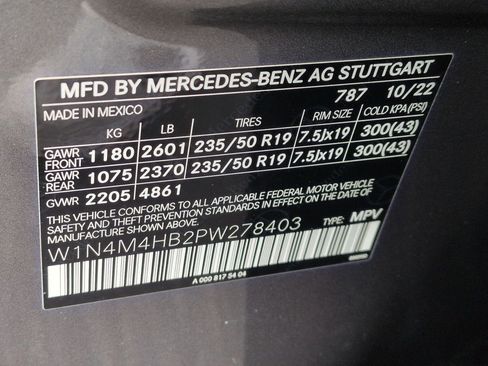 MFD BY MERCEDES-BENZ AG STUTTGART
MADE IN MEXICO 787 10/22
KG LB TIRES RIM SIZE COLD KPA (PSI)
GAWR FRONT 1180 2601 235/50 R19 7.5Jx19 300(43)
GAWR REAR 1075 2370 235/50 R19 7.5Jx19 300(43)
GVWR 2205 4861
THIS VEHICLE CONFORMS TO ALL APPLICABLE FEDERAL MOTOR VEHICLE
SAFETY AND THEFT PREVENTION STANDARDS IN EFFECT ON THE DATE OF
MANUFACTURE SHOWN ABOVE.
W1N4M4HB2PW278403 TYPE: MPV
A 000 817 54 04